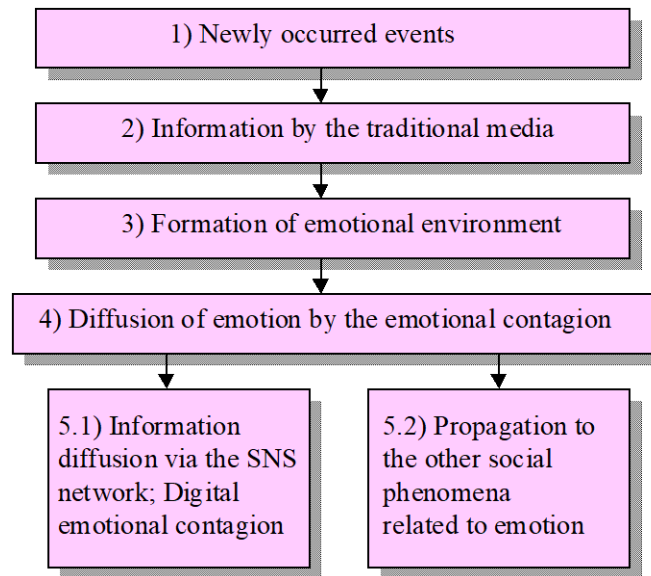 1) Newly occurred events
2) Information by the traditional media
3) Formation of emotional environment
4) Diffusion of emotion by the emotional contagion
5.1) Information
diffusion via the SNS
network; Digital
emotional contagion
5.2) Propagation to
the other social
phenomena
related to emotion